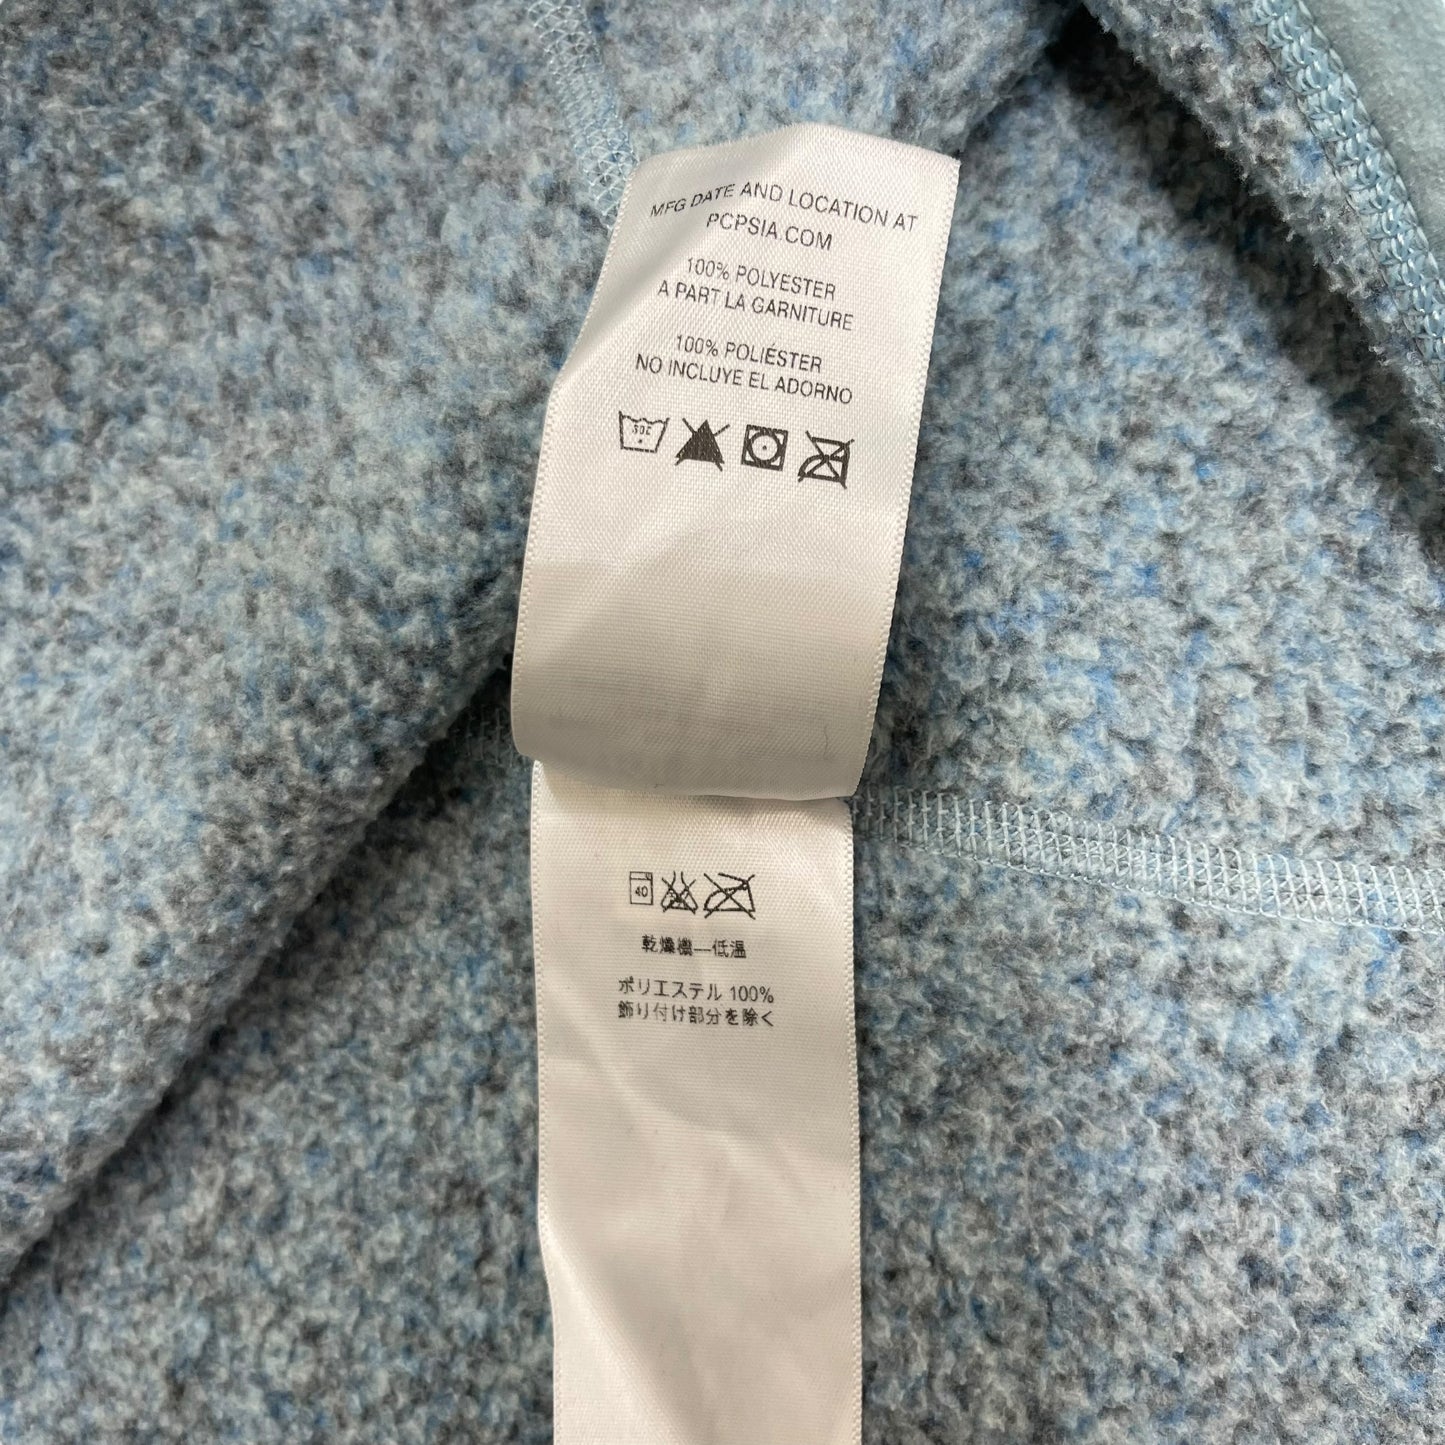 MFG DATE AND LOCATION AT
PCPSIA.COM
100% POLYESTER
A PART LA GARNITURE
100% POLIÉSTER
NO INCLUYE EL ADORNO
40
乾燥機—低温
ポリエステル 100%
飾り付け部分を除く